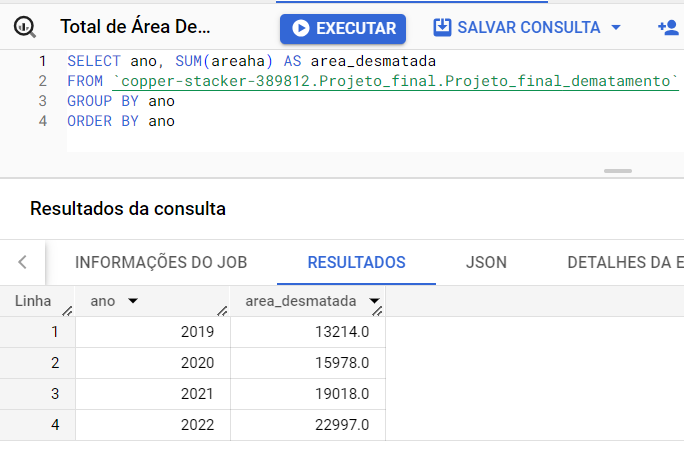 Total de Área De... EXECUTAR SALVAR CONSULTA
1 SELECT ano, SUM(areaha) AS area_desmatada
2 FROM `copper-stacker-389812.Projeto_final.Projeto_final_dematamento`
3 GROUP BY ano
4 ORDER BY ano
Resultados da consulta
INFORMAÇÕES DO JOB RESULTADOS JSON DETALHES DA E
Linha ano area_desmatada
1 2019 13214.0
2 2020 15978.0
3 2021 19018.0
4 2022 22997.0